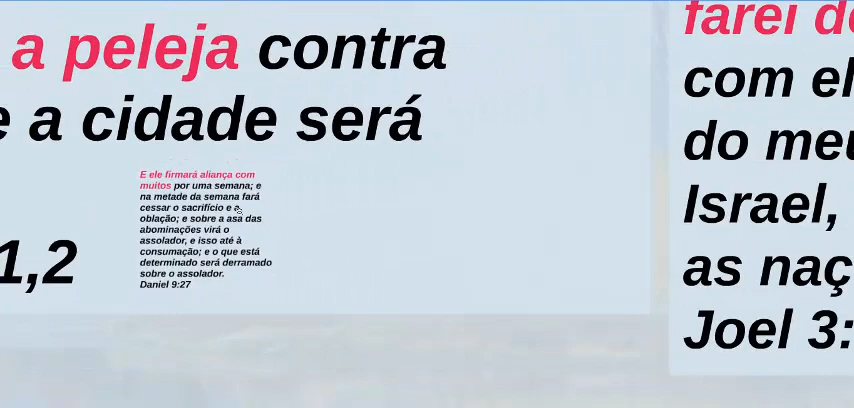 a peleja contra
e a cidade será
1,2
E ele firmará aliança com
muitos por uma semana; e
na metade da semana fará
cessar o sacrifício e a
oblação; e sobre a asa das
abominações virá o
assolador, e isso até à
consumação; e o que está
determinado será derramado
sobre o assolador.
Daniel 9:27
farei de
com el
do meu
Israel,
as naç
Joel 3: